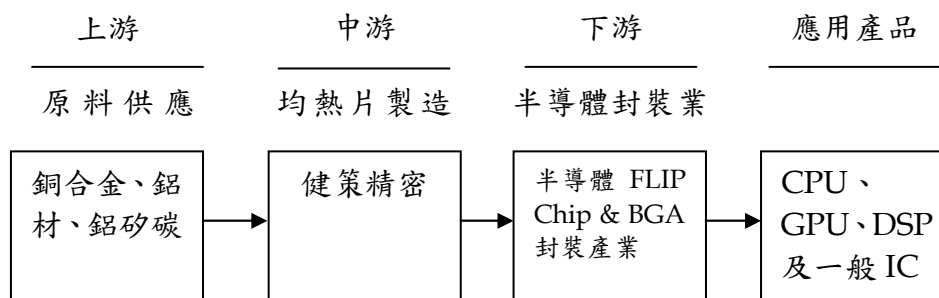 上游
中游
下游
應用產品
原料供應
均熱片製造
半導體封裝業
銅合金、鋁
材、鋁矽碳
健策精密
半導體 FLIP
Chip & BGA
封裝產業
CPU、
GPU、DSP
及一般 IC